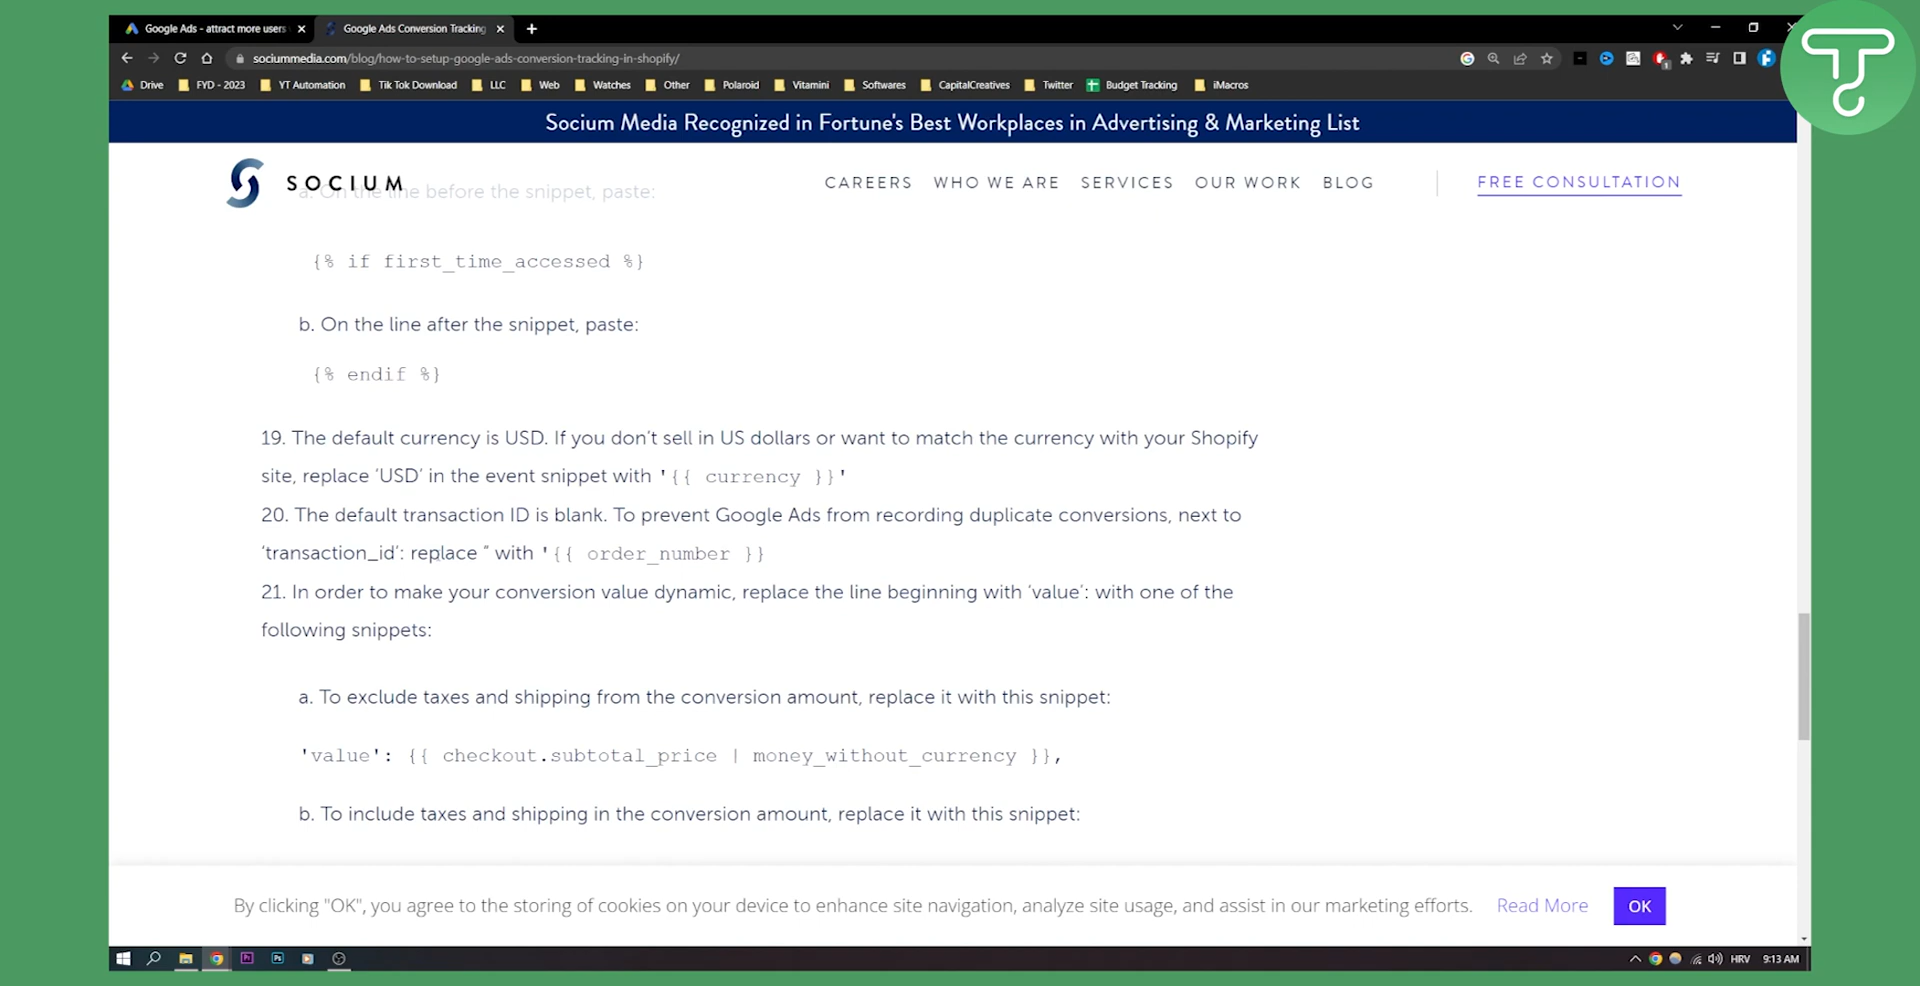 Google Ads - attract more users
Google Ads Conversion Tracking
sociummedia.com/blog/how-to-setup-google-ads-conversion-tracking-in-shopify/
Drive FYD - 2023 YT Automation Tik Tok Download LLC Web Watches Other Polaroid Vitamini Softwares CapitalCreatives Twitter Budget Tracking iMacros
Socium Media Recognized in Fortune's Best Workplaces in Advertising & Marketing List
SOCIUM
CAREERS WHO WE ARE SERVICES OUR WORK BLOG FREE CONSULTATION
a. On the line before the snippet, paste:
{% if first_time_accessed %}
b. On the line after the snippet, paste:
{% endif %}
19. The default currency is USD. If you don't sell in US dollars or want to match the currency with your Shopify
site, replace 'USD' in the event snippet with '{{ currency }}'
20. The default transaction ID is blank. To prevent Google Ads from recording duplicate conversions, next to
'transaction_id': replace " with '{{ order_number }}
21. In order to make your conversion value dynamic, replace the line beginning with 'value': with one of the
following snippets:
a. To exclude taxes and shipping from the conversion amount, replace it with this snippet:
'value': {{ checkout.subtotal_price | money_without_currency }},
b. To include taxes and shipping in the conversion amount, replace it with this snippet:
By clicking "OK", you agree to the storing of cookies on your device to enhance site navigation, analyze site usage, and assist in our marketing efforts. Read More OK
HRV 9:13 AM